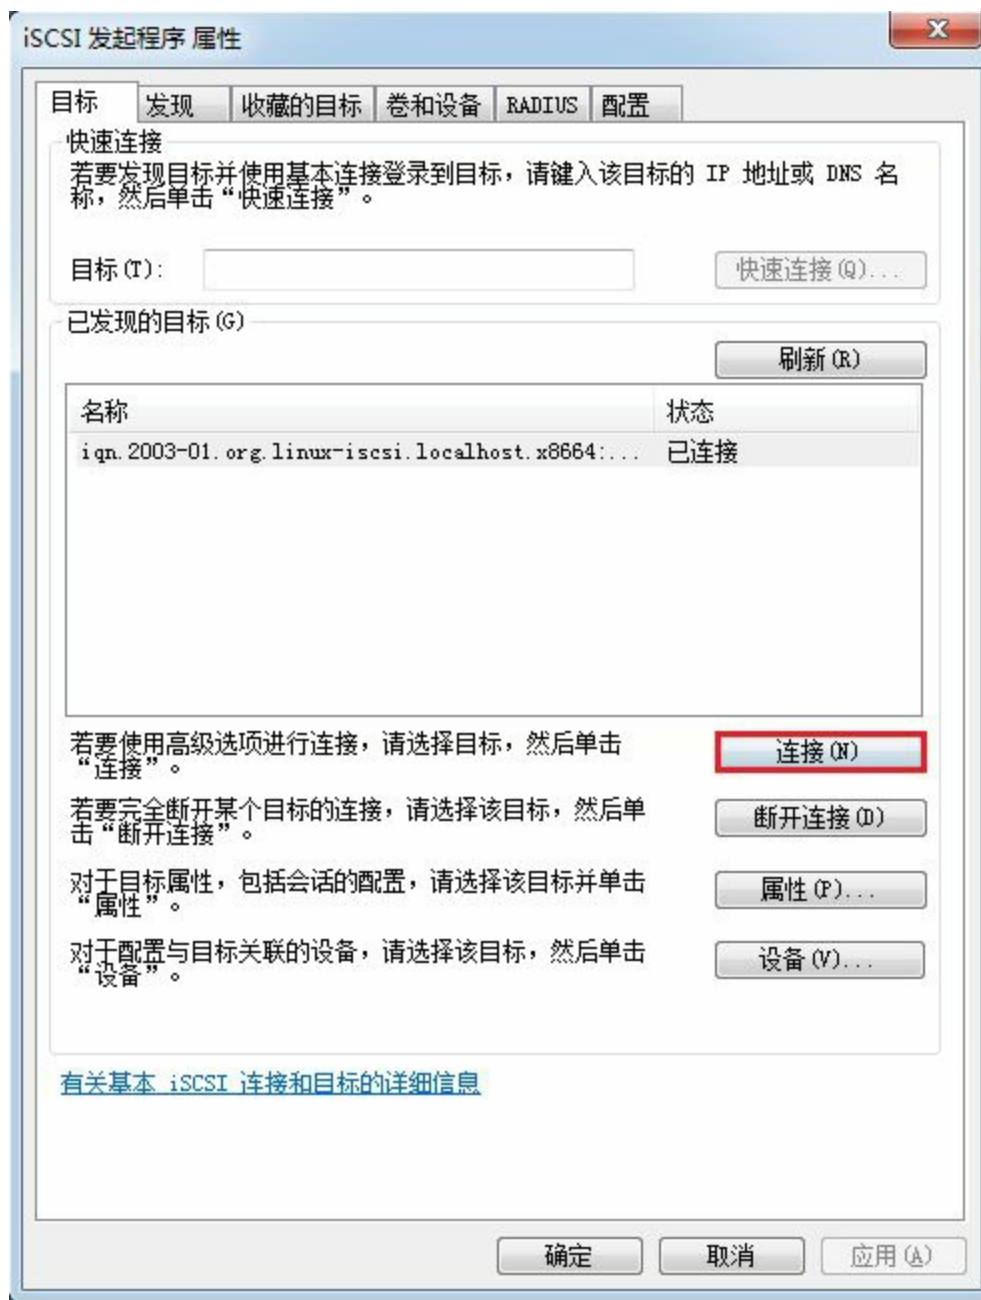 iSCSI 发起程序 属性
目标 发现 收藏的目标 卷和设备 RADIUS 配置
快速连接
若要发现目标并使用基本连接登录到目标，请键入该目标的 IP 地址或 DNS 名
称，然后单击“快速连接”。
目标(T):
快速连接(Q)...
已发现的目标(G)
刷新(R)
名称 状态
iqn.2003-01.org.linux-iscsi.localhost.x8664:... 已连接
若要使用高级选项进行连接，请选择目标，然后单击
“连接”。
连接(N)
若要完全断开某个目标的连接，请选择该目标，然后单
击“断开连接”。
断开连接(D)
对于目标属性，包括会话的配置，请选择该目标并单击
“属性”。
属性(P)...
对于配置与目标关联的设备，请选择该目标，然后单击
“设备”。
设备(V)...
有关基本 iSCSI 连接和目标的详细信息
确定 取消 应用(A)